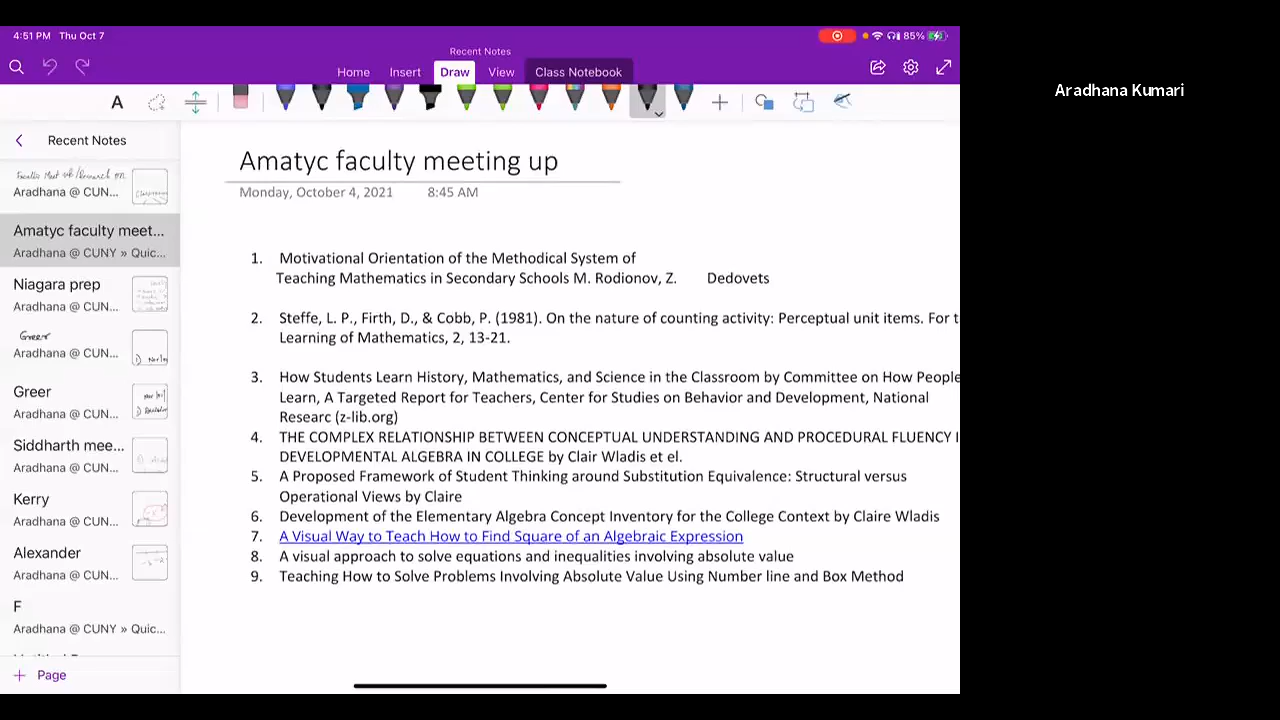 4:51 PM Thu Oct 7
85%
Recent Notes
Home Insert Draw View Class Notebook
Aradhana Kumari
A
Recent Notes
Aradhana @ CUN...
Amatyc faculty meet...
Aradhana @ CUNY » Quic...
Niagara prep
Aradhana @ CUN...
Greer
Aradhana @ CUN...
Greer
Aradhana @ CUN...
Siddharth mee...
Aradhana @ CUN...
Kerry
Aradhana @ CUN...
Alexander
Aradhana @ CUN...
F
Aradhana @ CUNY » Quic...
+ Page
Amatyc faculty meeting up
Monday, October 4, 2021 8:45 AM
1. Motivational Orientation of the Methodical System of
Teaching Mathematics in Secondary Schools M. Rodionov, Z. Dedovets
2. Steffe, L. P., Firth, D., & Cobb, P. (1981). On the nature of counting activity: Perceptual unit items. For t
Learning of Mathematics, 2, 13-21.
3. How Students Learn History, Mathematics, and Science in the Classroom by Committee on How People
Learn, A Targeted Report for Teachers, Center for Studies on Behavior and Development, National
Researc (z-lib.org)
4. THE COMPLEX RELATIONSHIP BETWEEN CONCEPTUAL UNDERSTANDING AND PROCEDURAL FLUENCY I
DEVELOPMENTAL ALGEBRA IN COLLEGE by Clair Wladis et el.
5. A Proposed Framework of Student Thinking around Substitution Equivalence: Structural versus
Operational Views by Claire
6. Development of the Elementary Algebra Concept Inventory for the College Context by Claire Wladis
7. A Visual Way to Teach How to Find Square of an Algebraic Expression
8. A visual approach to solve equations and inequalities involving absolute value
9. Teaching How to Solve Problems Involving Absolute Value Using Number line and Box Method